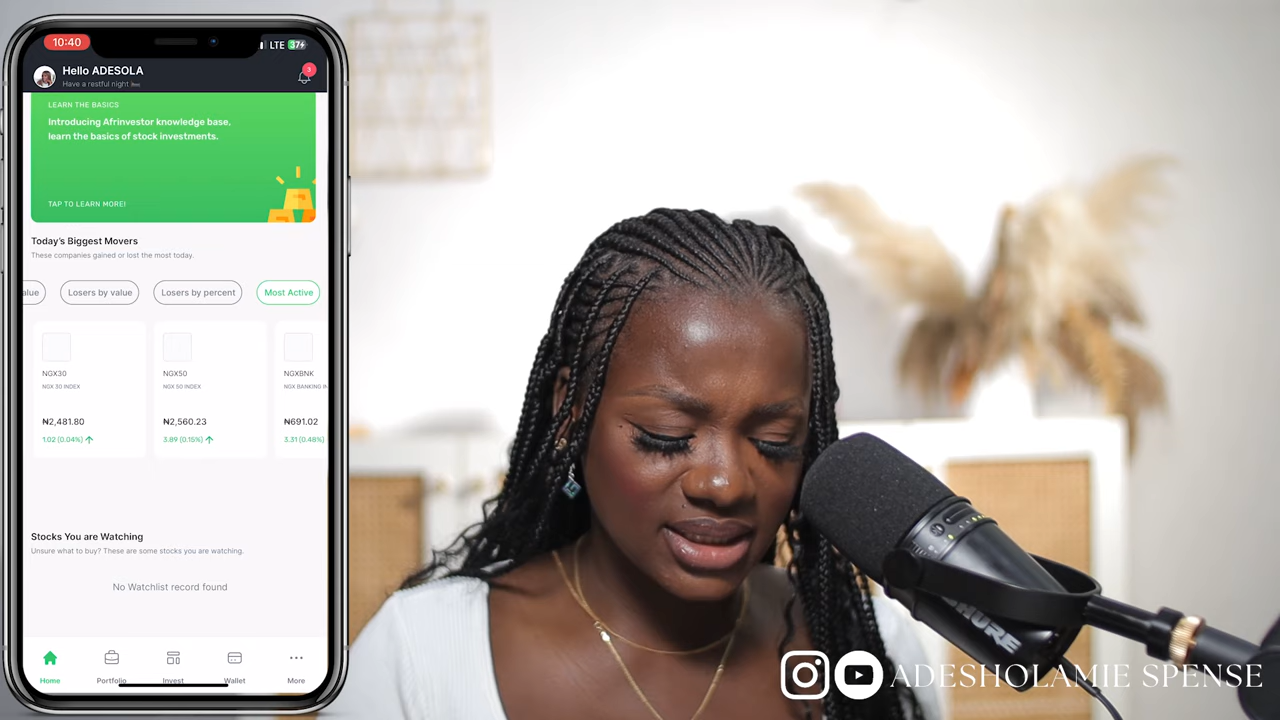 10:40
LTE 37
Hello ADESOLA
Have a restful night
3
LEARN THE BASICS
Introducing Afrinvestor knowledge base,
learn the basics of stock investments.
TAP TO LEARN MORE!
Today's Biggest Movers
These companies gained or lost the most today.
alue
Losers by value
Losers by percent
Most Active
NGX30
NGX 30 INDEX
₦2,481.80
1.02 (0.04%)
NGX50
NGX 50 INDEX
₦2,560.23
3.89 (0.15%)
NGXBNK
NGX BANKING IN
₦691.02
3.31 (0.48%)
Stocks You are Watching
Unsure what to buy? These are some stocks you are watching.
No Watchlist record found
Home
Portfolio
Invest
Wallet
More
SHURE
ADESHOLAMIE SPENSE